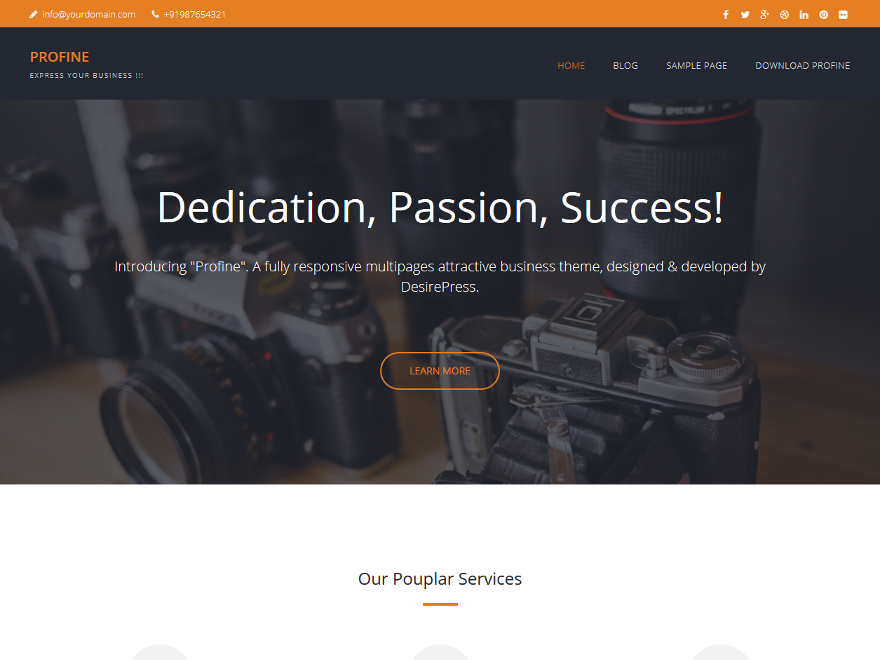 info@yourdomain.com +91987654321
PROFINE
EXPRESS YOUR BUSINESS !!!
HOME BLOG SAMPLE PAGE DOWNLOAD PROFINE
Dedication, Passion, Success!
Introducing "Profine". A fully responsive multipages attractive business theme, designed & developed by
DesirePress.
LEARN MORE
Our Pouplar Services